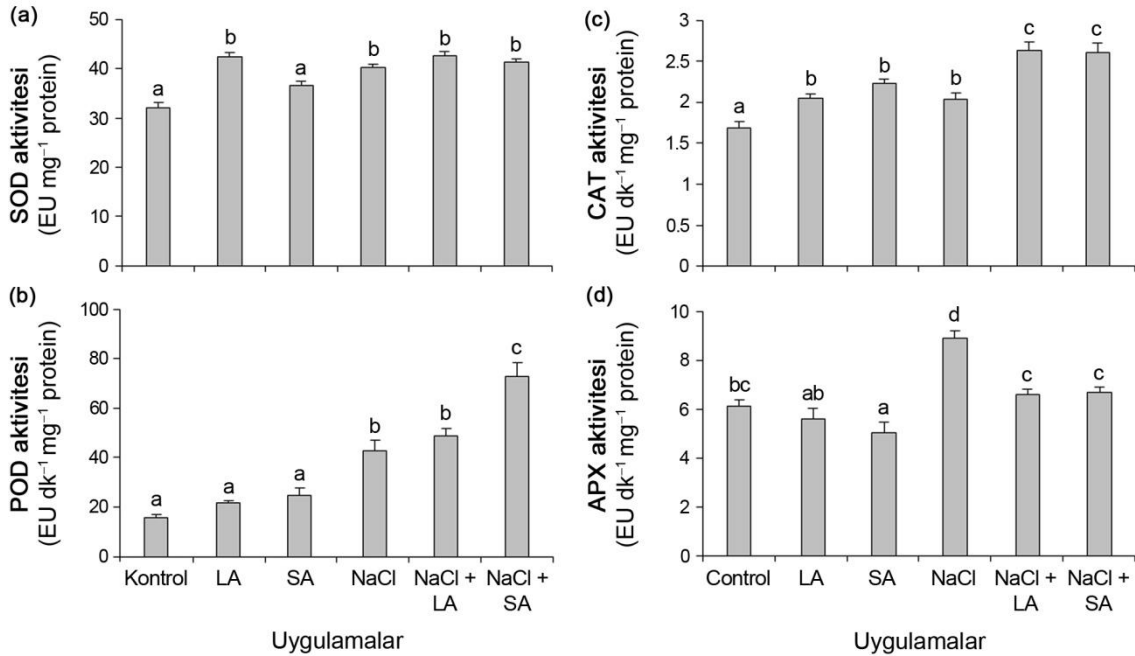 (a)
SOD aktivitesi
(EU mg⁻¹ protein)
50
40
30
20
10
0
a
b
a
b
b
b
(b)
POD aktivitesi
(EU dk⁻¹ mg⁻¹ protein)
100
80
60
40
20
0
a
a
a
b
b
c
Kontrol
LA
SA
NaCl
NaCl +
LA
NaCl +
SA
Uygulamalar
(c)
CAT aktivitesi
(EU dk⁻¹ mg⁻¹ protein)
3
2.5
2
1.5
1
0.5
0
a
b
b
b
c
c
(d)
APX aktivitesi
(EU dk⁻¹ mg⁻¹ protein)
10
8
6
4
2
0
bc
ab
a
d
c
c
Control
LA
SA
NaCl
NaCl +
LA
NaCl +
SA
Uygulamalar